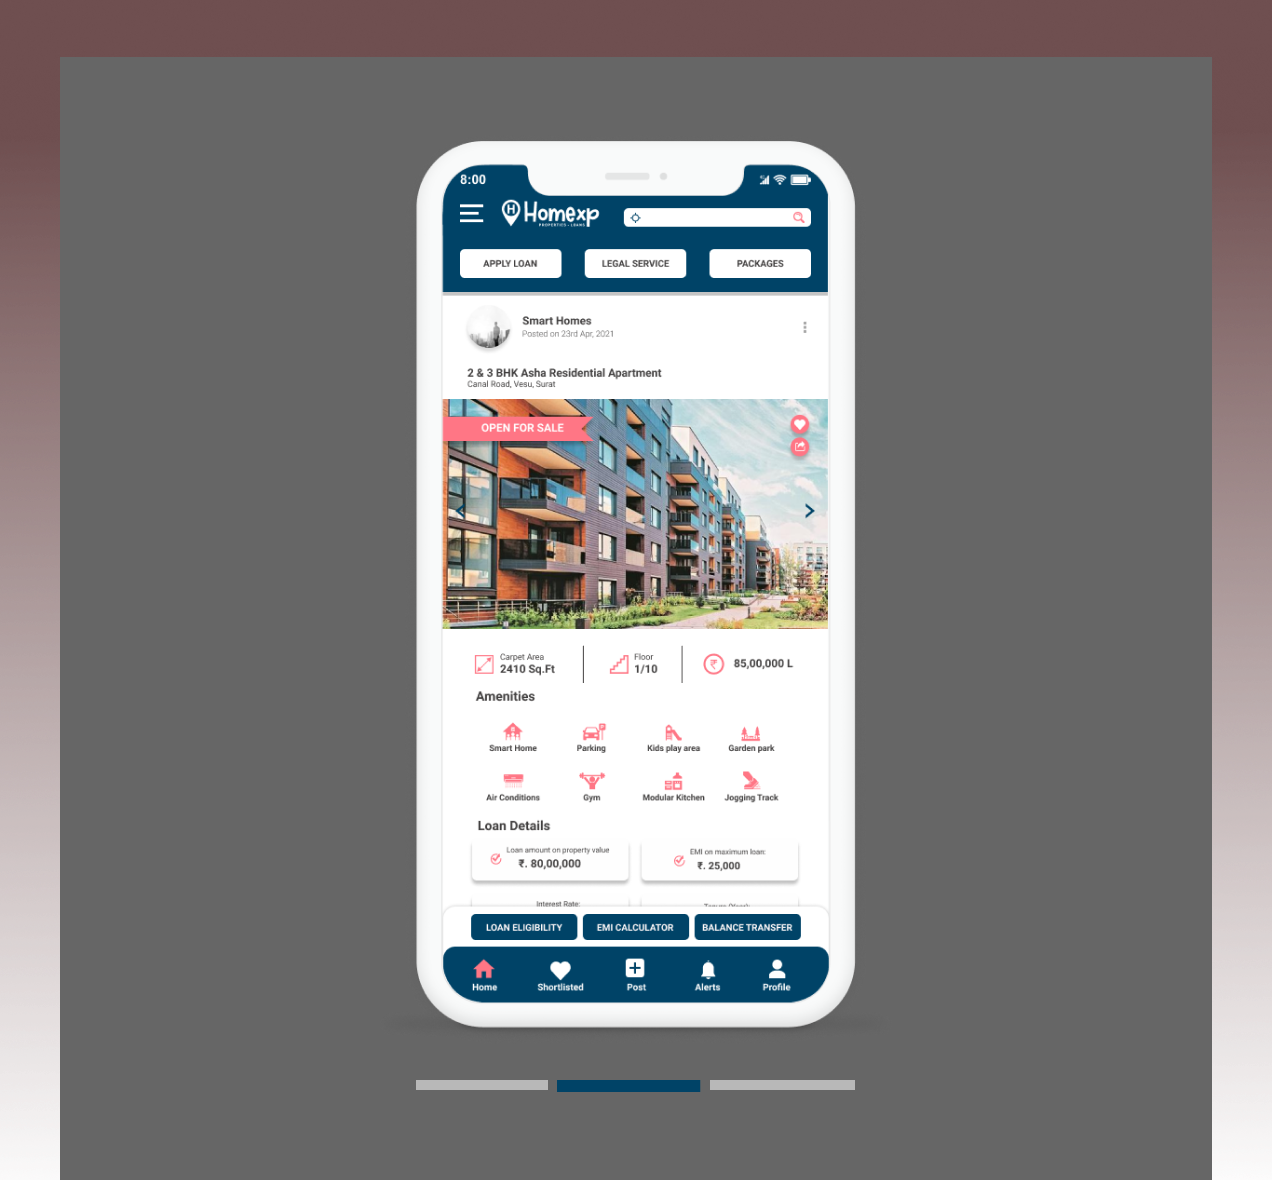 8:00
Homexp
PROPERTIES - LOANS
APPLY LOAN
LEGAL SERVICE
PACKAGES
Smart Homes
Posted on 23rd Apr, 2021
2 & 3 BHK Asha Residential Apartment
Canal Road, Vesu, Surat
OPEN FOR SALE
Carpet Area
2410 Sq.Ft
Floor
1/10
85,00,000 L
Amenities
Smart Home
Parking
Kids play area
Garden park
Air Conditions
Gym
Modular Kitchen
Jogging Track
Loan Details
Loan amount on property value
₹. 80,00,000
EMI on maximum loan:
₹. 25,000
Interest Rate:
LOAN ELIGIBILITY
EMI CALCULATOR
BALANCE TRANSFER
Home
Shortlisted
Post
Alerts
Profile